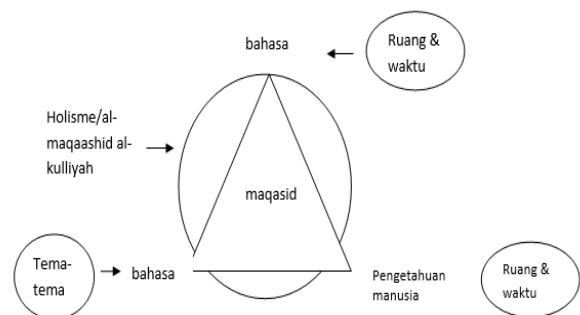 bahasa
Ruang &
waktu
Holisme/al-
maqaashid al-
kulliyah
maqasid
Tema-
tema
bahasa
Pengetahuan
manusia
Ruang &
waktu